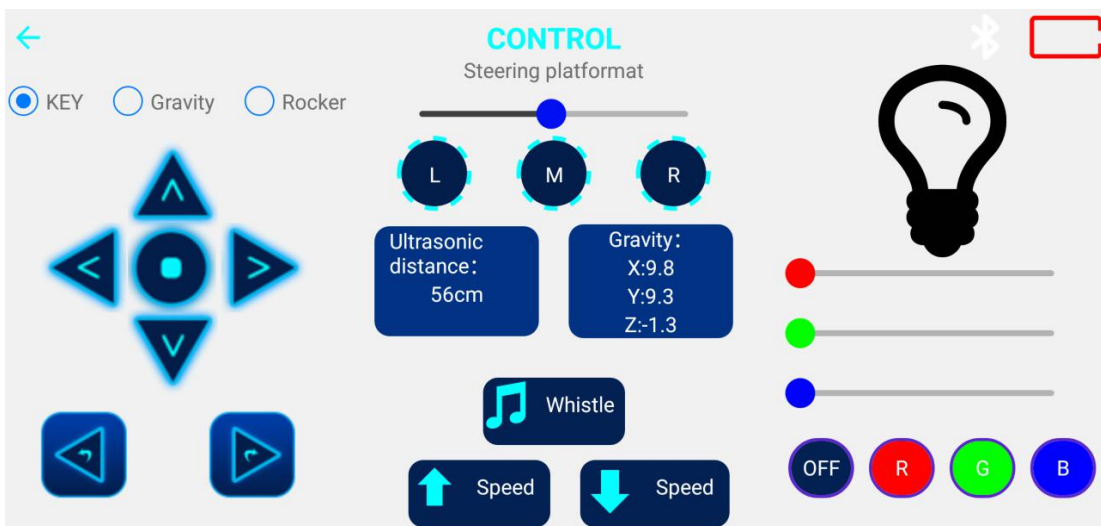 CONTROL
Steering platformat
KEY
Gravity
Rocker
L
M
R
Ultrasonic
distance：
56cm
Gravity：
X:9.8
Y:9.3
Z:-1.3
Whistle
Speed
Speed
OFF
R
G
B